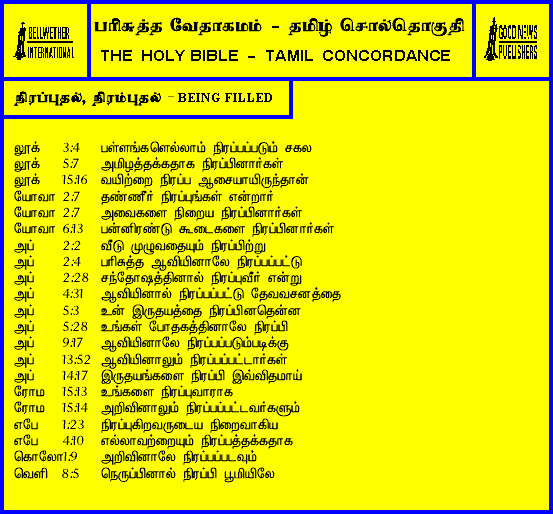 BELLWETHER
INTERNATIONAL
பரிசுத்த வேதாகமம் - தமிழ் சொல்தொகுதி
THE HOLY BIBLE - TAMIL CONCORDANCE
GOOD NEWS
PUBLISHERS
நிரப்புதல், நிரம்புதல் - BEING FILLED
லூக் 3:4 பள்ளங்களெல்லாம் நிரப்பப்படும் சகல
லூக் 5:7 அமிழத்தக்கதாக நிரப்பினார்கள்
லூக் 15:16 வயிற்றை நிரப்ப ஆசையாயிருந்தான்
யோவா 2:7 தண்ணீர் நிரப்புங்கள் என்றார்
யோவா 2:7 அவைகளை நிறைய நிரப்பினார்கள்
யோவா 6:13 பன்னிரண்டு கூடைகளை நிரப்பினார்கள்
அப் 2:2 வீடு முழுவதையும் நிரப்பிற்று
அப் 2:4 பரிசுத்த ஆவியினாலே நிரப்பப்பட்டு
அப் 2:28 சந்தோஷத்தினால் நிரப்புவீர் என்று
அப் 4:31 ஆவியினால் நிரப்பப்பட்டு தேவவசனத்தை
அப் 5:3 உன் இருதயத்தை நிரப்பினதென்ன
அப் 5:28 உங்கள் போதகத்தினாலே நிரப்பி
அப் 9:17 ஆவியினாலே நிரப்பப்படும்படிக்கு
அப் 13:52 ஆவியினாலும் நிரப்பப்பட்டார்கள்
அப் 14:17 இருதயங்களை நிரப்பி இவ்விதமாய்
ரோம 15:13 உங்களை நிரப்புவாராக
ரோம 15:14 அறிவினாலும் நிரப்பப்பட்டவர்களும்
எபே 1:23 நிரப்புகிறவருடைய நிறைவாகிய
எபே 4:10 எல்லாவற்றையும் நிரப்பத்தக்கதாக
கொலோ1:9 அறிவினாலே நிரப்பப்படவும்
வெளி 8:5 நெருப்பினால் நிரப்பி பூமியிலே